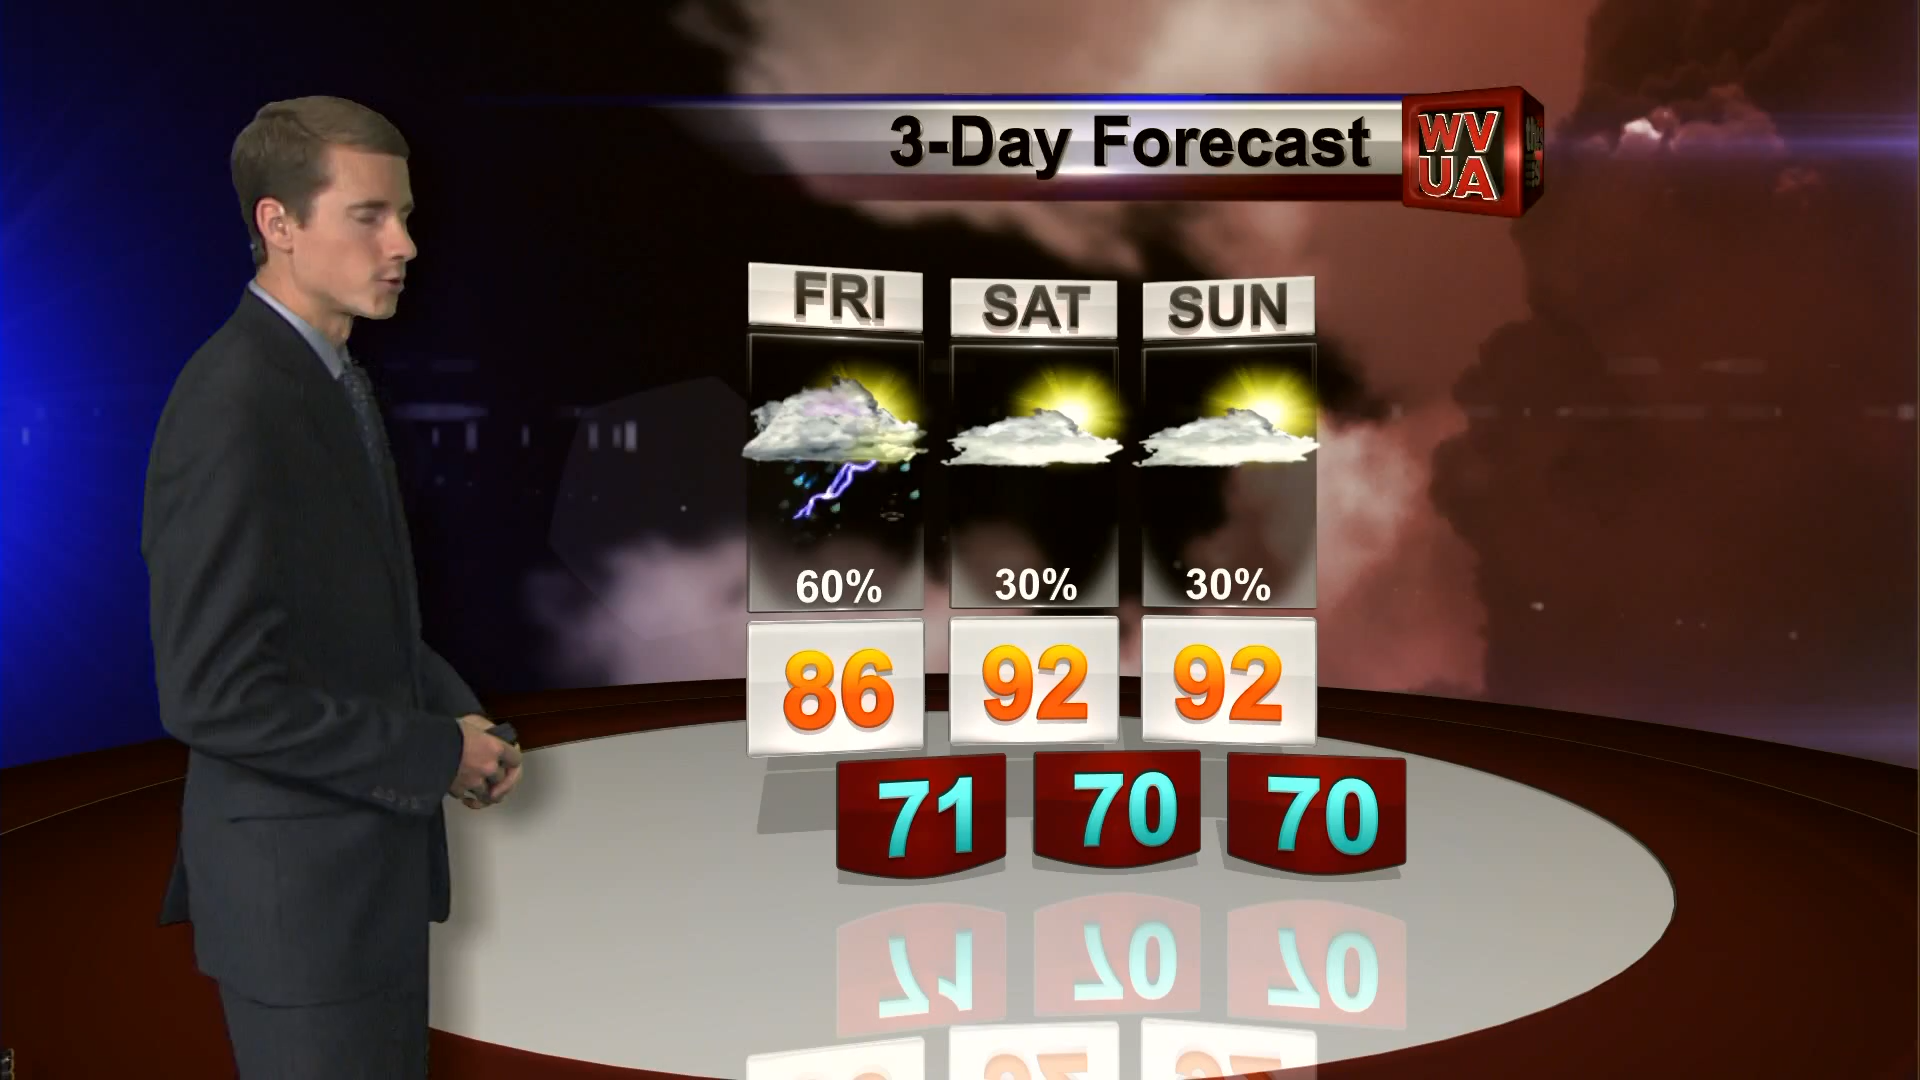 3-Day Forecast
WV
UA
FRI SAT SUN
60% 30% 30%
86 92 92
71 70 70